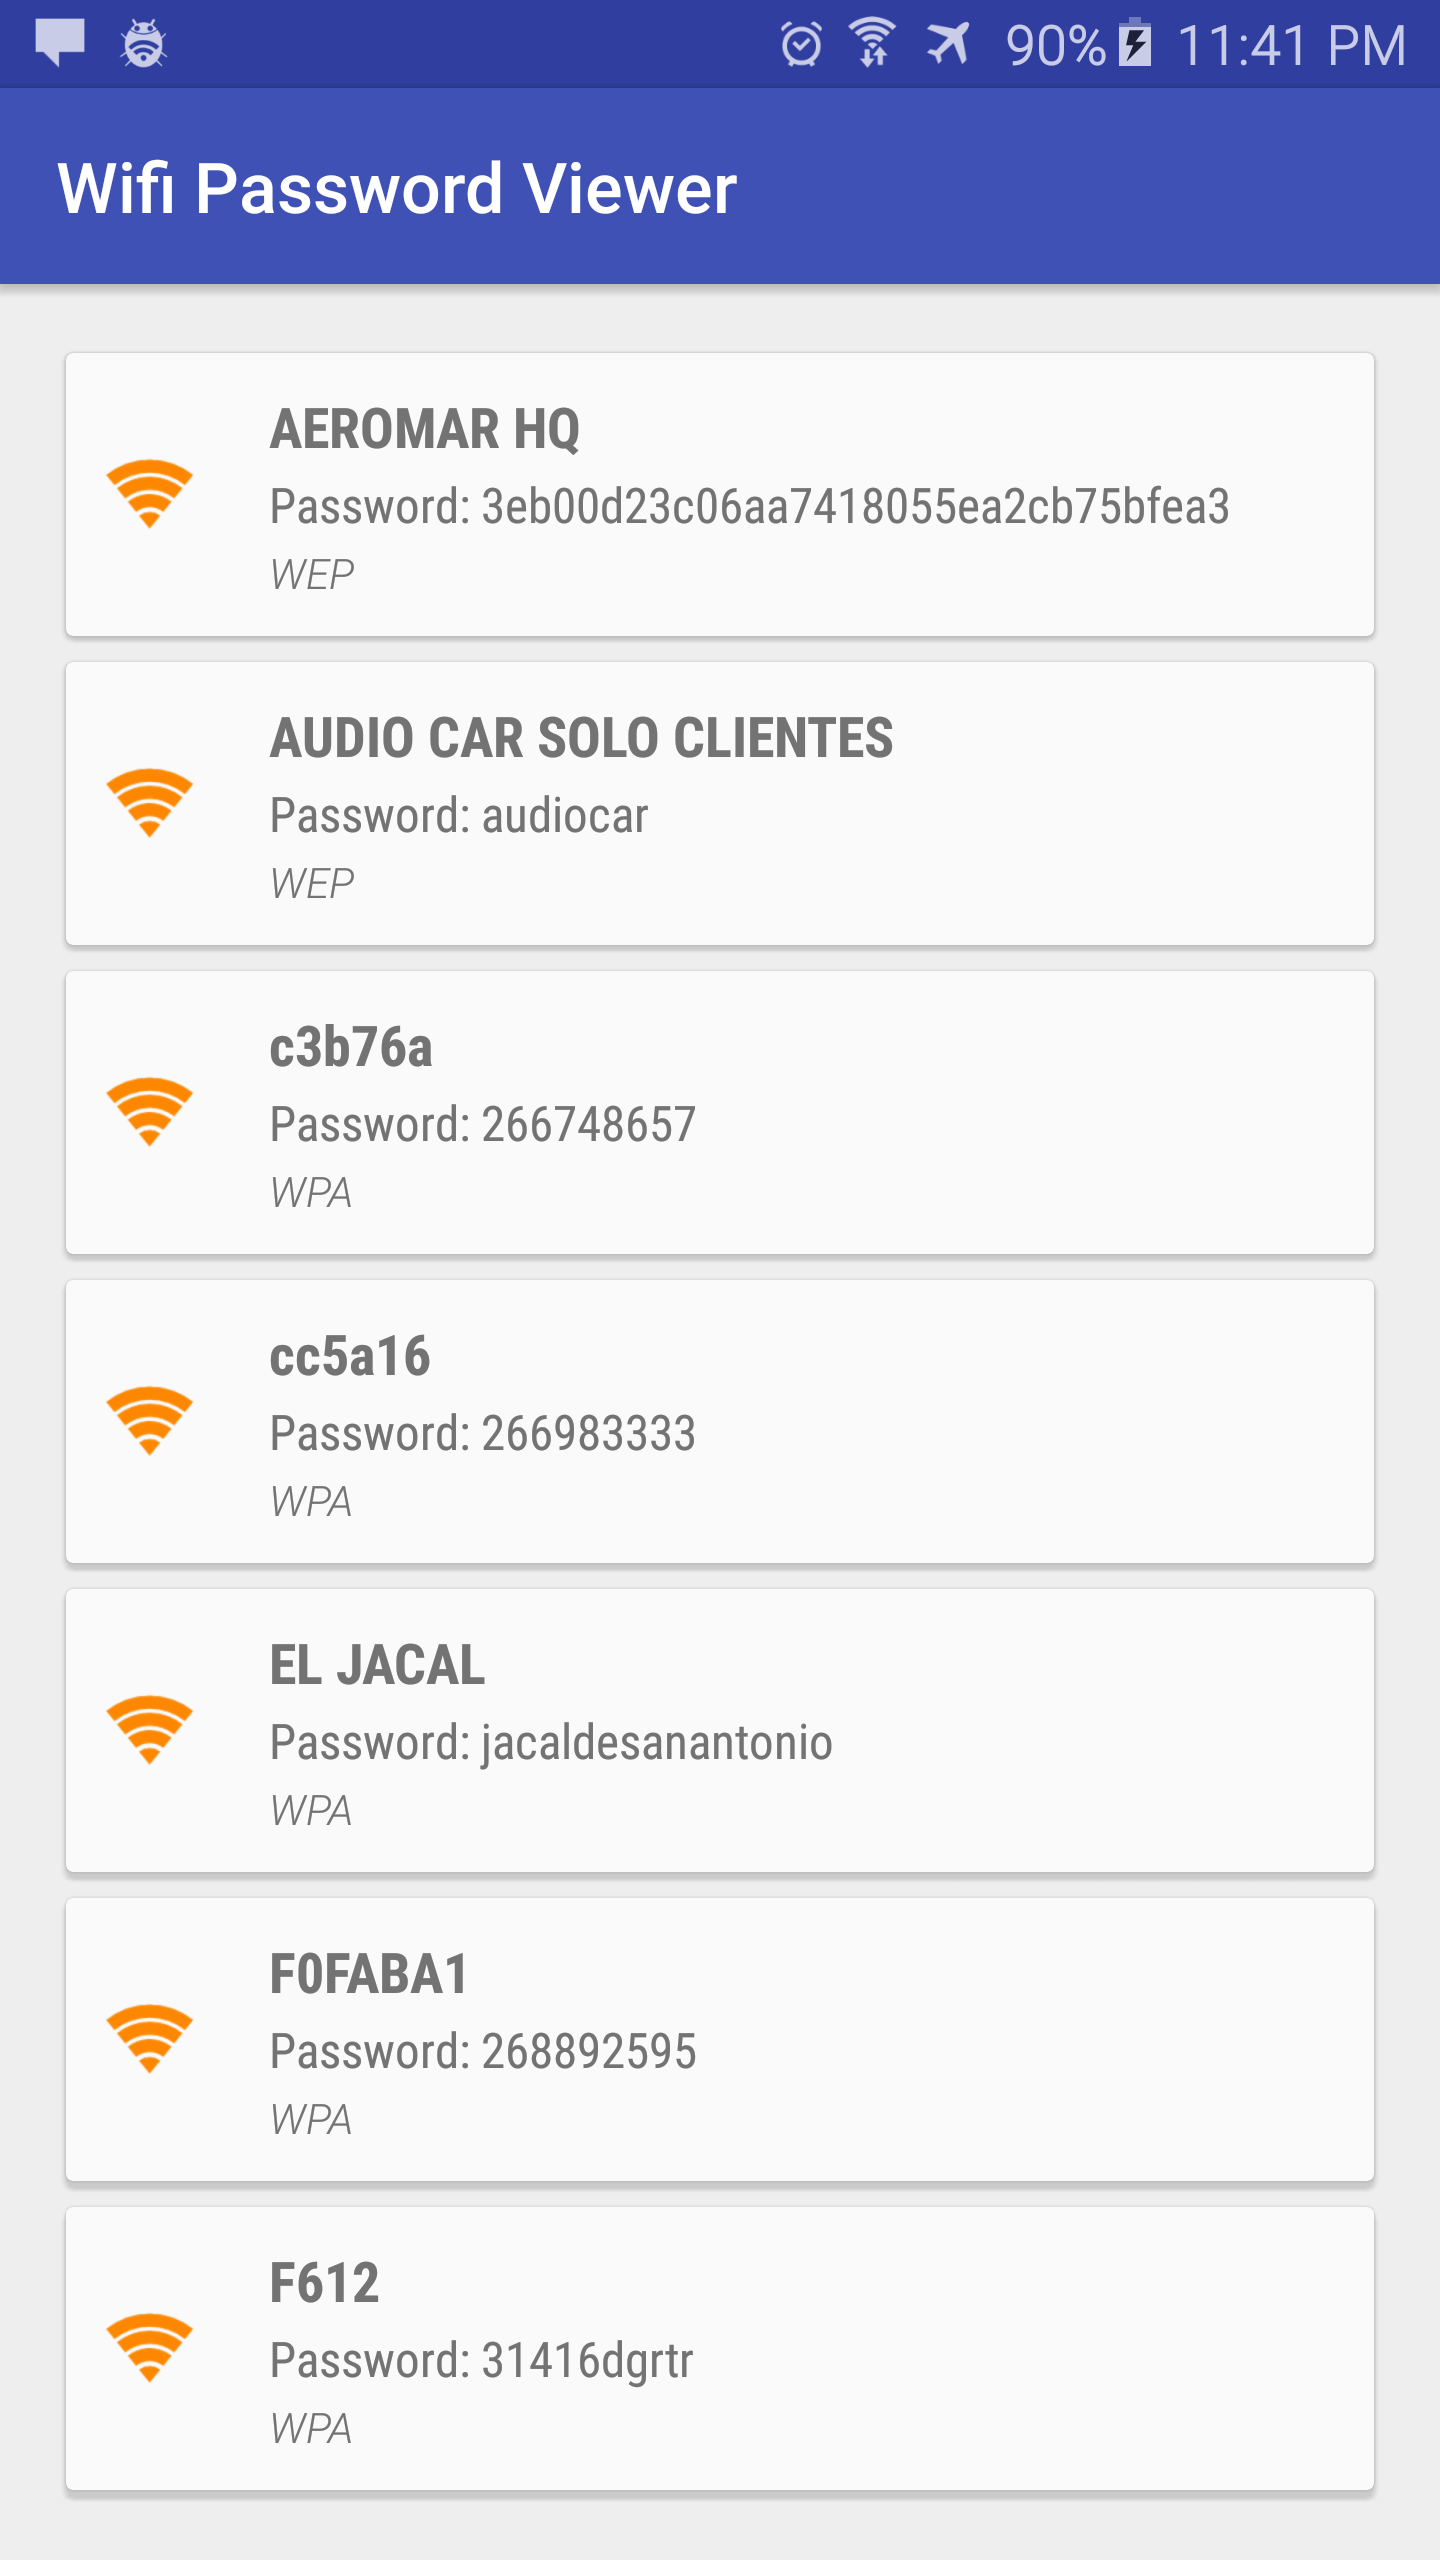 90% 11:41 PM
Wifi Password Viewer
AEROMAR HQ
Password: 3eb00d23c06aa7418055ea2cb75bfea3
WEP
AUDIO CAR SOLO CLIENTES
Password: audiocar
WEP
c3b76a
Password: 266748657
WPA
cc5a16
Password: 266983333
WPA
EL JACAL
Password: jacaldesanantonio
WPA
F0FABA1
Password: 268892595
WPA
F612
Password: 31416dgrtr
WPA